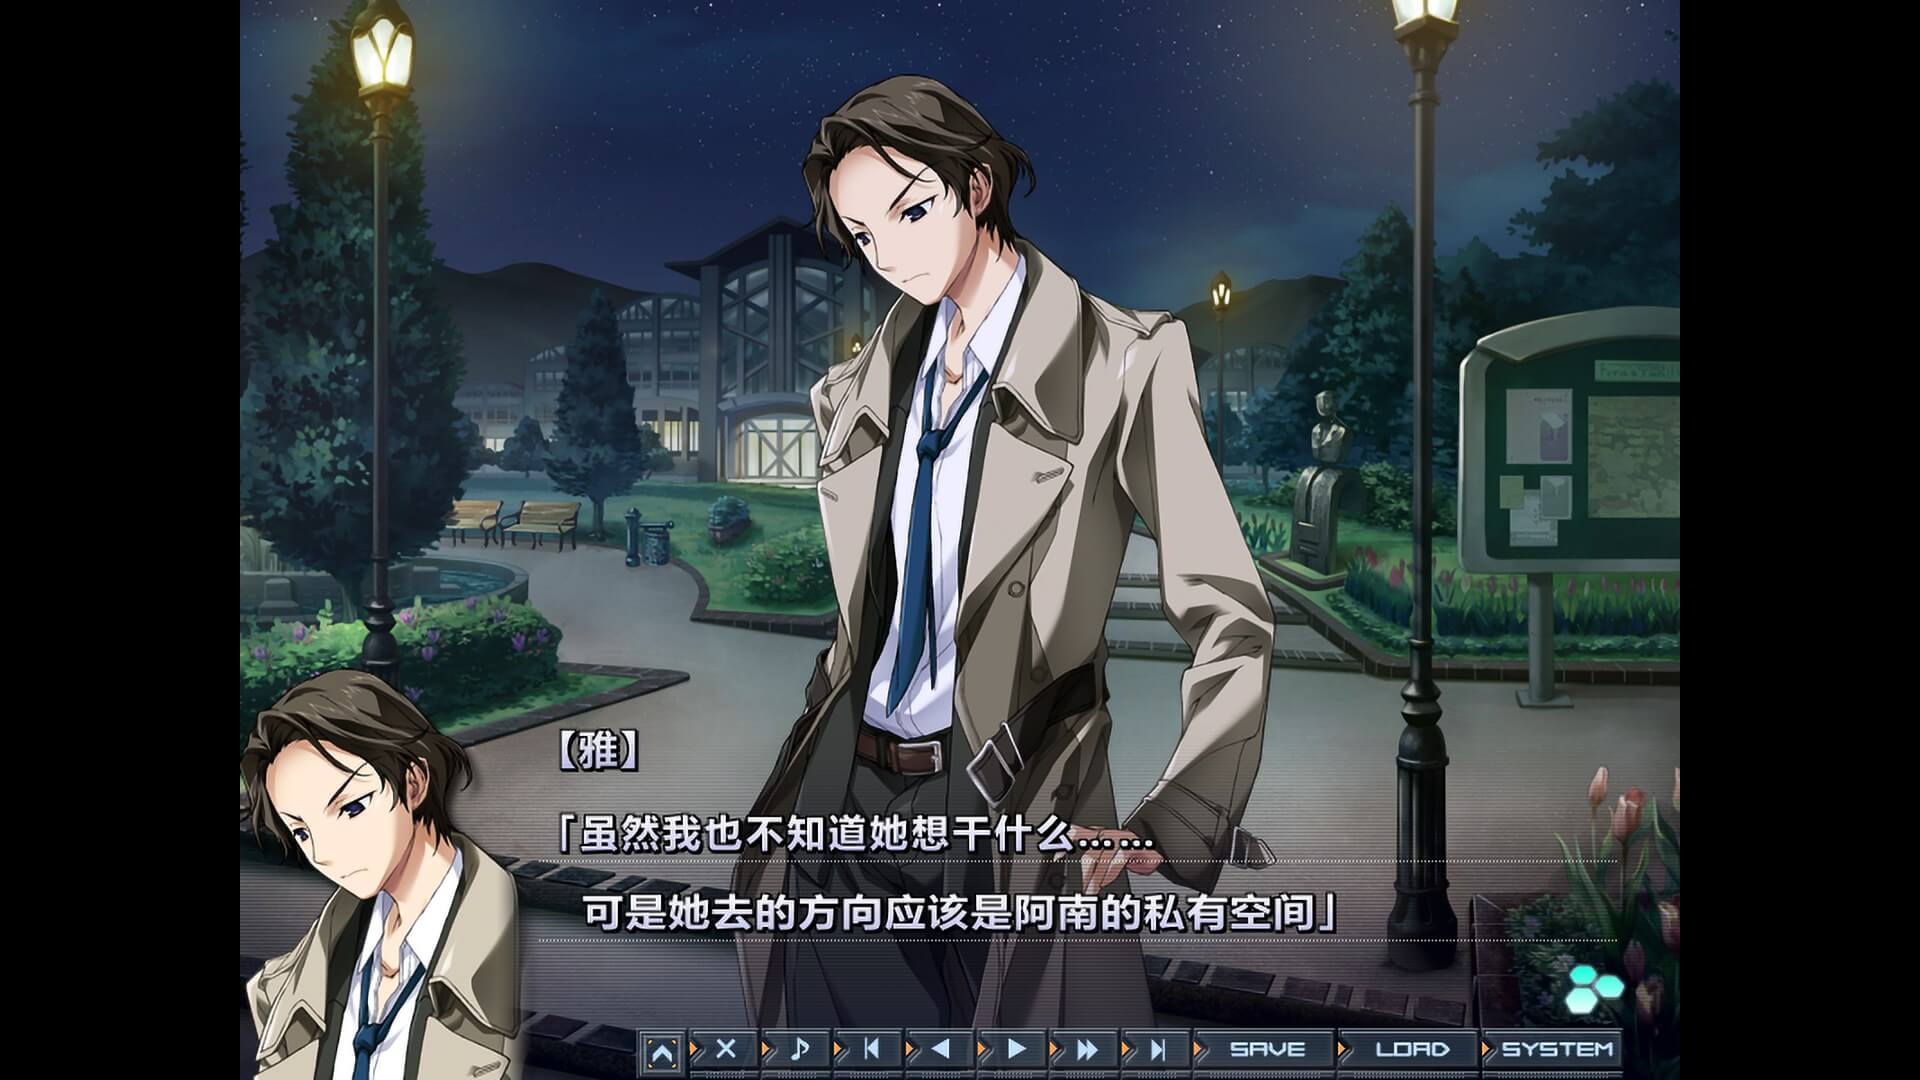 【雅】
「虽然我也不知道她想干什么……
可是她去的方向应该是阿南的私有空间」
SAVE
LOAD
SYSTEM